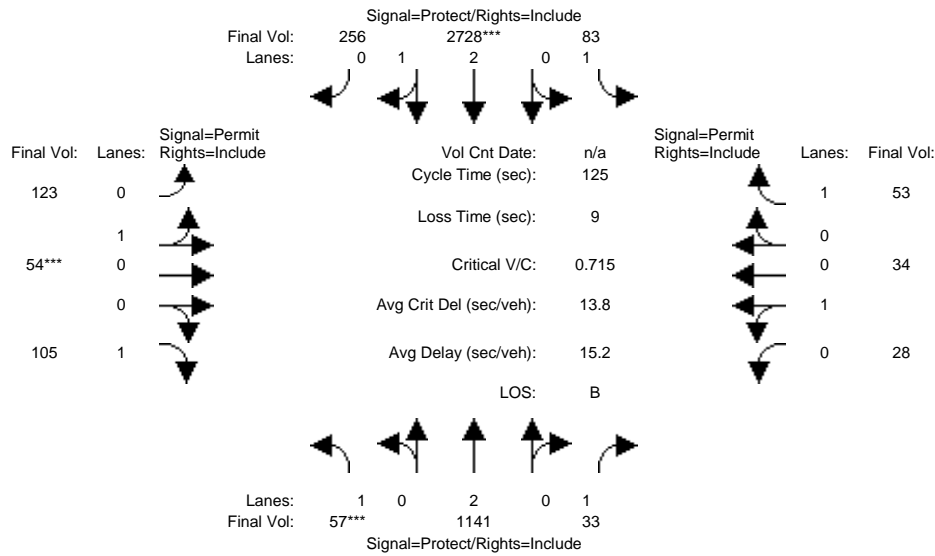 Signal=Protect/Rights=Include
Final Vol: 256 2728*** 83
Lanes: 0 1 2 0 1
Signal=Permit Signal=Permit
Final Vol: Lanes: Rights=Include Vol Cnt Date: n/a Rights=Include Lanes: Final Vol:
Cycle Time (sec): 125
123 0 1 53
Loss Time (sec): 9
1 0
54*** 0 Critical V/C: 0.715 0 34
0 Avg Crit Del (sec/veh): 13.8 1
105 1 Avg Delay (sec/veh): 15.2 0 28
LOS: B
Lanes: 1 0 2 0 1
Final Vol: 57*** 1141 33
Signal=Protect/Rights=Include